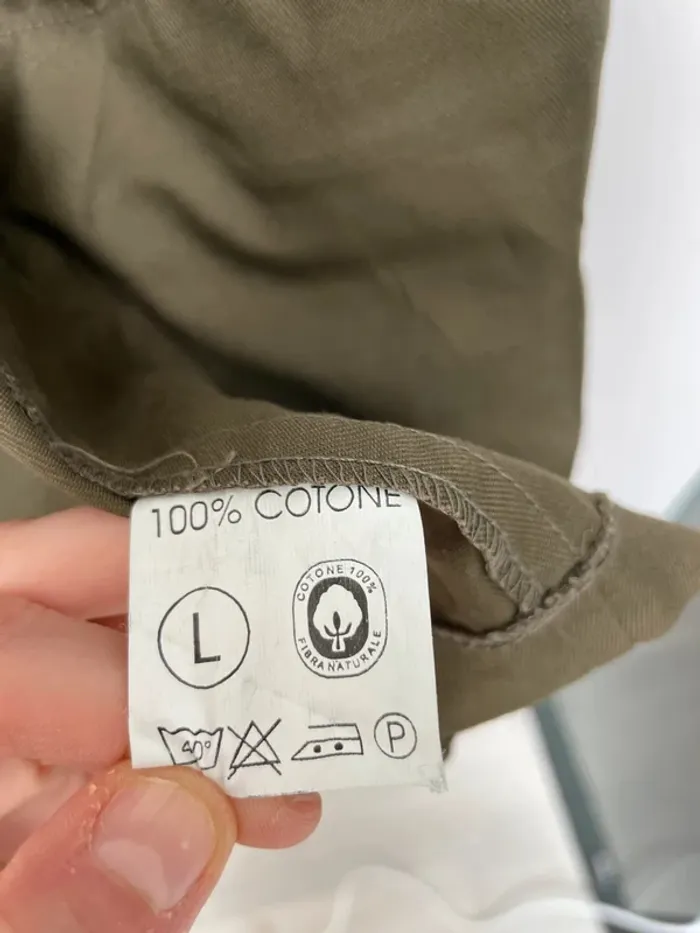 100% COTONE
L
COTONE 100%
FIBRA NATURALE
40°
P